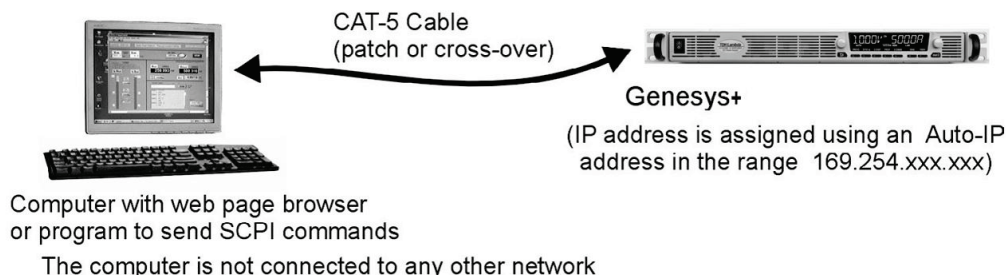 CAT-5 Cable
(patch or cross-over)
Genesys+
(IP address is assigned using an Auto-IP
address in the range 169.254.xxx.xxx)
Computer with web page browser
or program to send SCPI commands
The computer is not connected to any other network